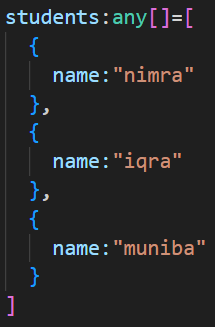 students:any[]=[
{
name:"nimra"
},
{
name:"iqra"
},
{
name:"muniba"
}
]